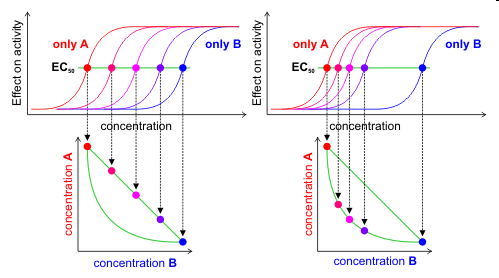 Effect on activity
only A
only B
EC50
concentration
concentration A
concentration B
Effect on activity
only A
only B
EC50
concentration
concentration A
concentration B